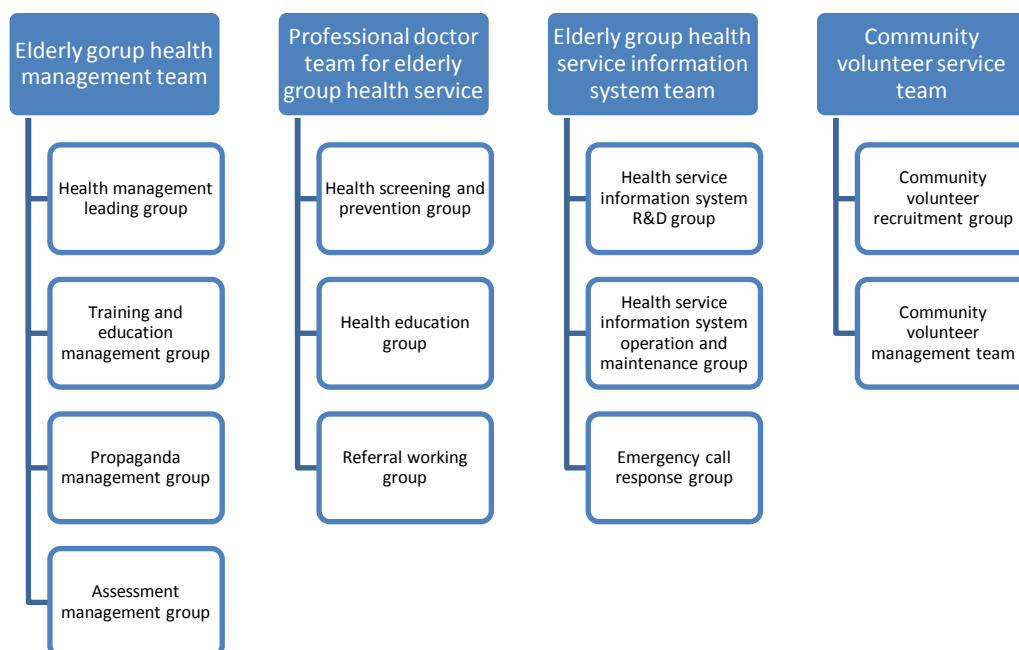 Elderly gorup health
management team
Health management
leading group
Training and
education
management group
Propaganda
management group
Assessment
management group
Professional doctor
team for elderly
group health service
Health screening and
prevention group
Health education
group
Referral working
group
Elderly group health
service information
system team
Health service
information system
R&D group
Health service
information system
operation and
maintenance group
Emergency call
response group
Community
volunteer service
team
Community
volunteer
recruitment group
Community
volunteer
management team